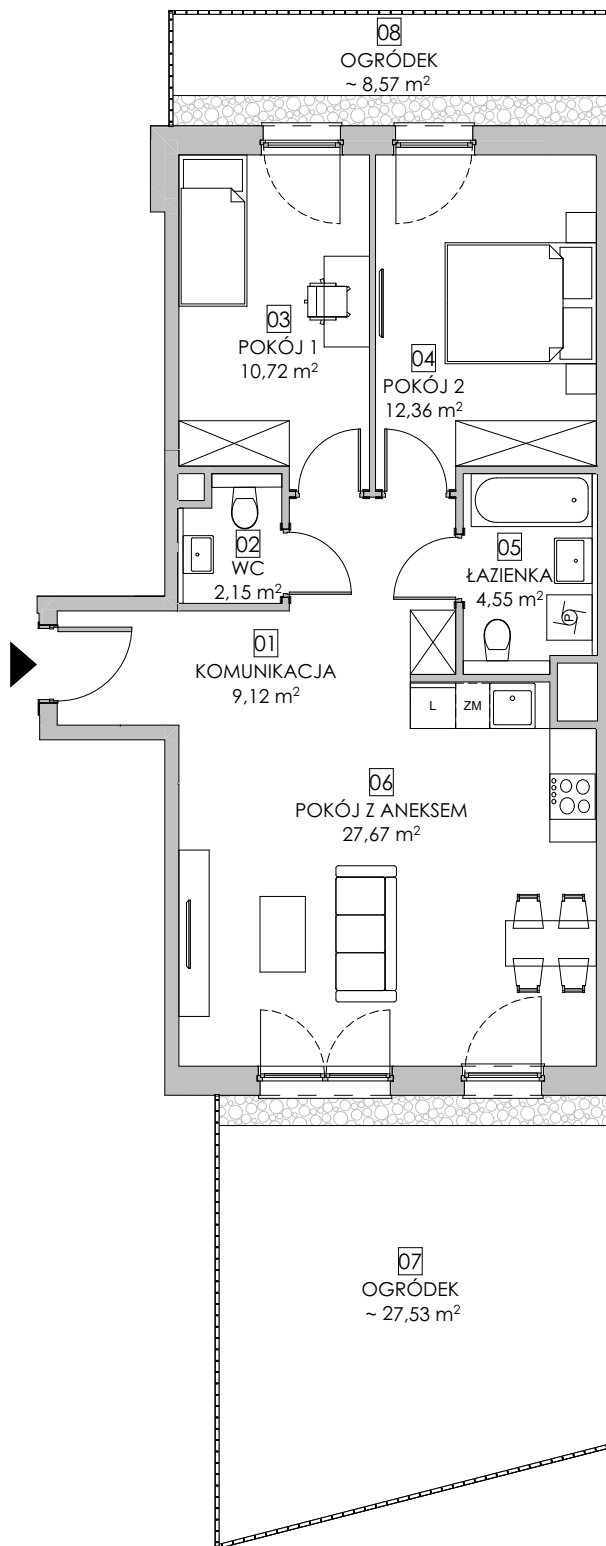 08
OGRÓDEK
~ 8,57 m²
03
POKÓJ 1
10,72 m²
04
POKÓJ 2
12,36 m²
02
WC
2,15 m²
05
ŁAZIENKA
4,55 m²
P
01
KOMUNIKACJA
9,12 m²
L
ZM
06
POKÓJ Z ANEKSEM
27,67 m²
07
OGRÓDEK
~ 27,53 m²